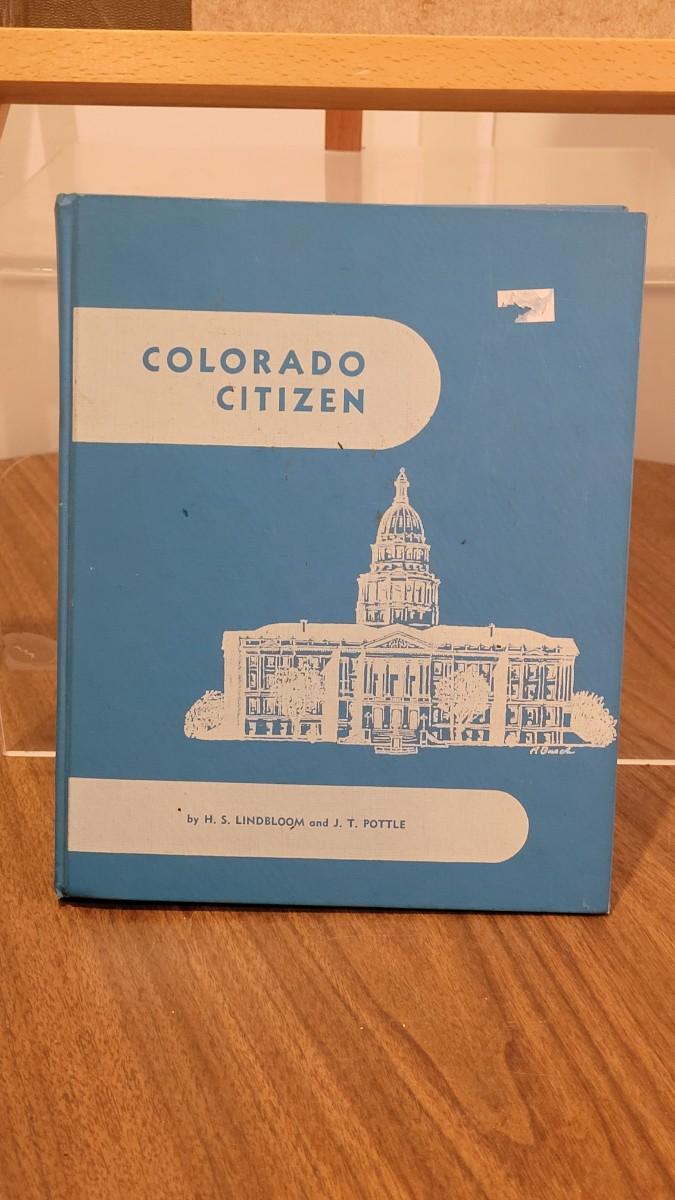 COLORADO
CITIZEN
by H. S. LINDBLOOM and J. T. POTTLE